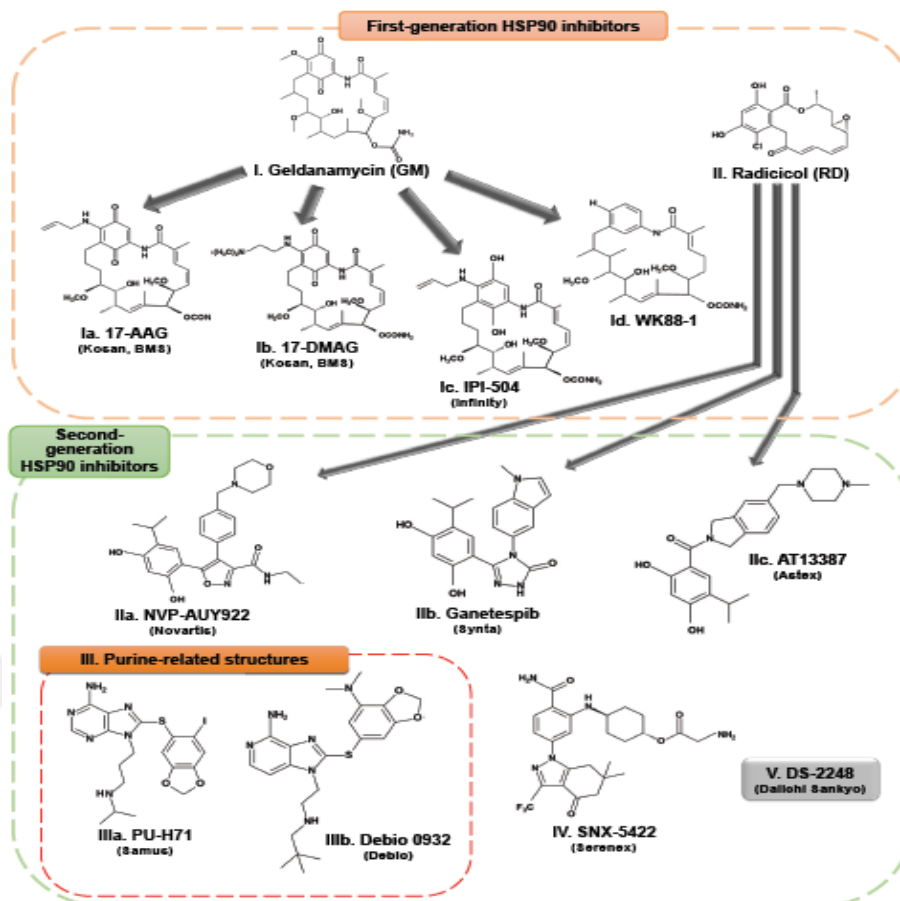 First-generation HSP90 inhibitors
I. Geldanamycin (GM)
II. Radicicol (RD)
Ia. 17-AAG
(Kosan, BMS)
Ib. 17-DMAG
(Kosan, BMS)
Ic. IPI-504
(Infinity)
Id. WK88-1
Second-
generation
HSP90 inhibitors
IIa. NVP-AUY922
(Novartis)
IIb. Ganetespib
(Synta)
IIc. AT13387
(Astex)
III. Purine-related structures
IIIa. PU-H71
(Samus)
IIIb. Debio 0932
(Debio)
IV. SNX-5422
(Serenex)
V. DS-2248
(Daiichi Sankyo)